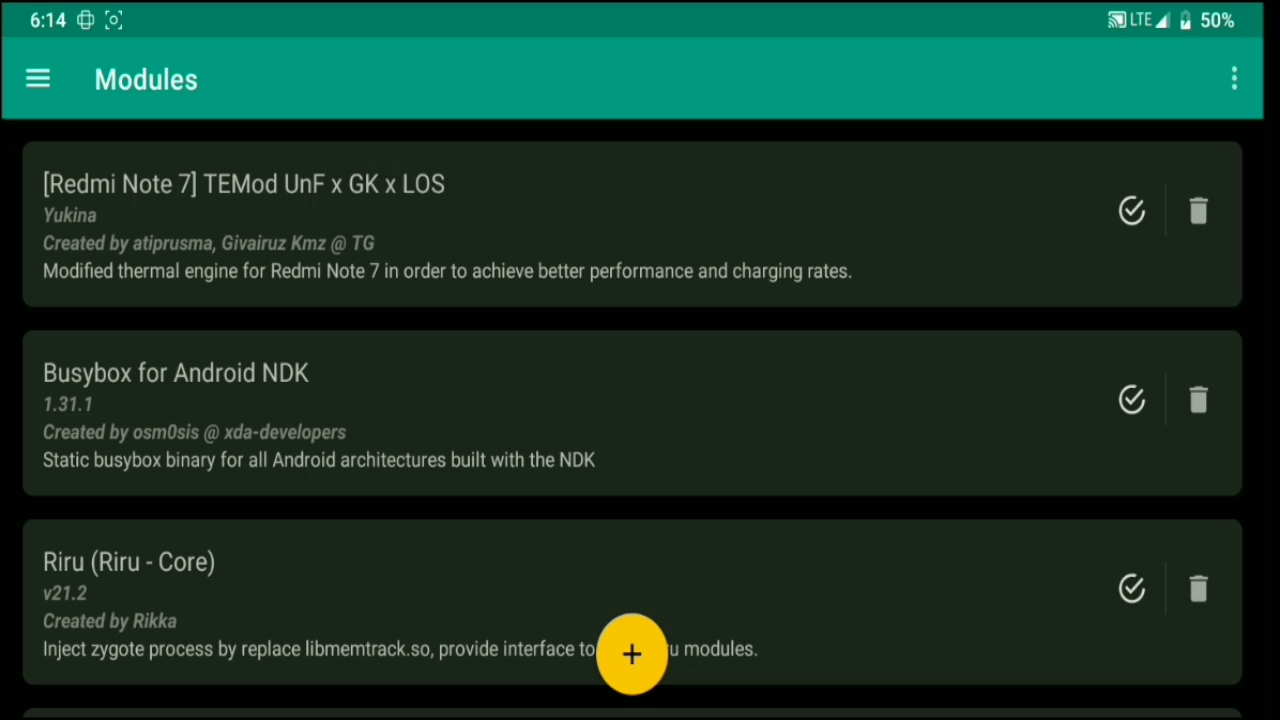 6:14
LTE 50%
Modules
[Redmi Note 7] TEMod UnF x GK x LOS
Yukina
Created by atiprusma, Givairuz Kmz @ TG
Modified thermal engine for Redmi Note 7 in order to achieve better performance and charging rates.
Busybox for Android NDK
1.31.1
Created by osm0sis @ xda-developers
Static busybox binary for all Android architectures built with the NDK
Riru (Riru - Core)
v21.2
Created by Rikka
Inject zygote process by replace libmemtrack.so, provide interface to u modules.